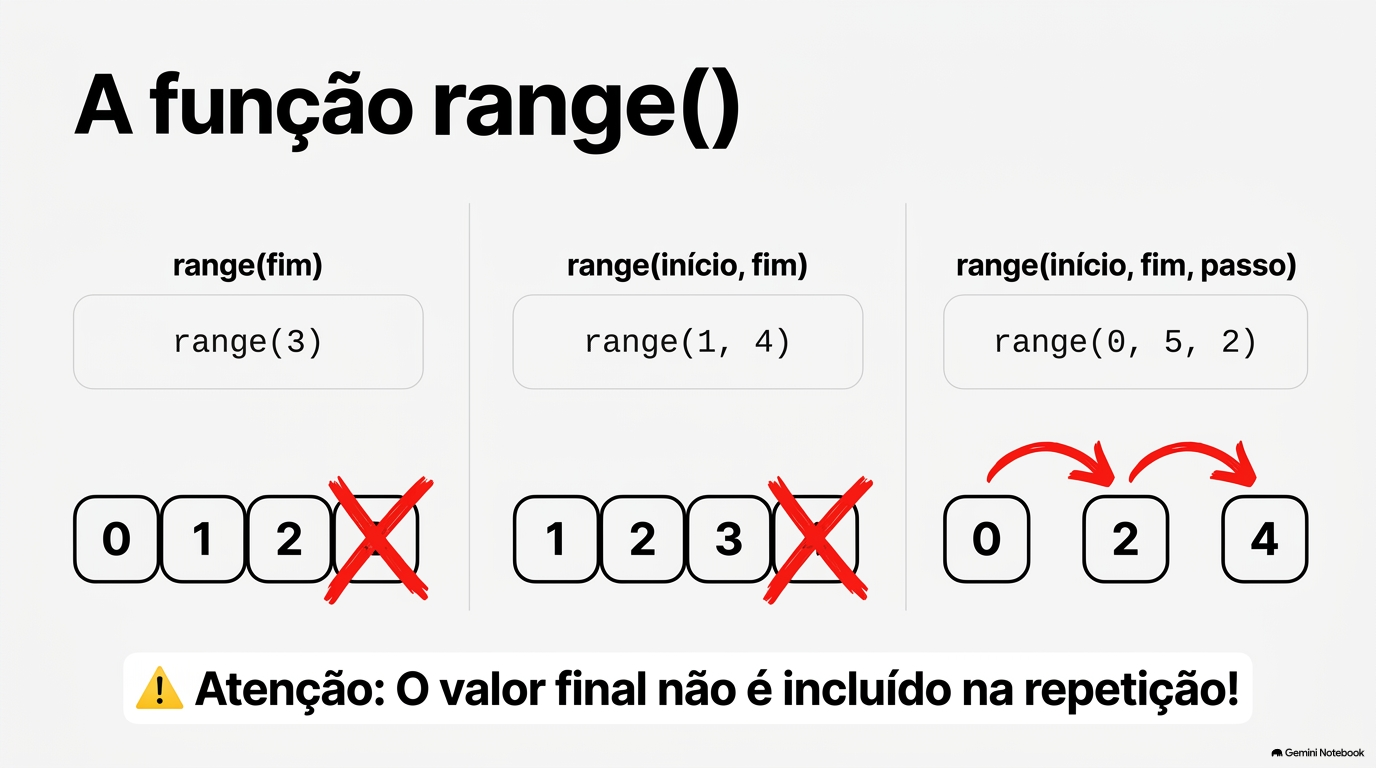 A função range()
range(fim)
range(3)
0 1 2
range(início, fim)
range(1, 4)
1 2 3
range(início, fim, passo)
range(0, 5, 2)
0 2 4
⚠️ Atenção: O valor final não é incluído na repetição!
Gemini Notebook